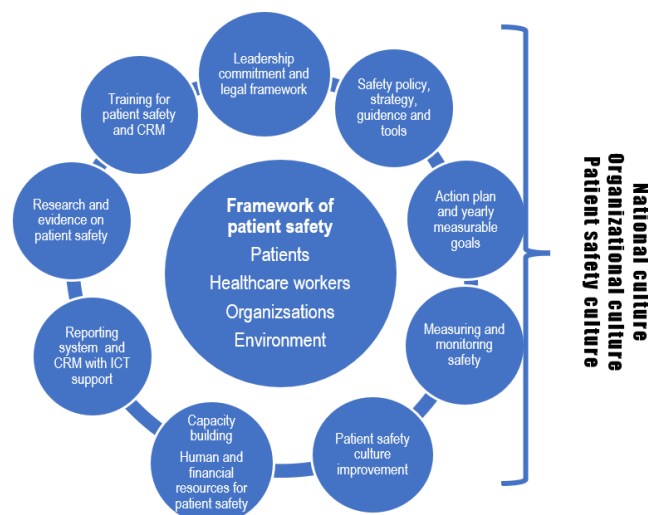 Leadership
commitment and
legal framework
Safety policy,
strategy,
guidence and
tools
Action plan
and yearly
measurable
goals
Measuring and
monitoring
safety
Patient safety
culture
improvement
Capacity
building
Human and
financial
resources for
patient safety
Reporting
system and
CRM with ICT
support
Research and
evidence on
patient safety
Training for
patient safety
and CRM
Framework of
patient safety
Patients
Healthcare workers
Organizsations
Environment
National culture
Organizational culture
Patient safety culture